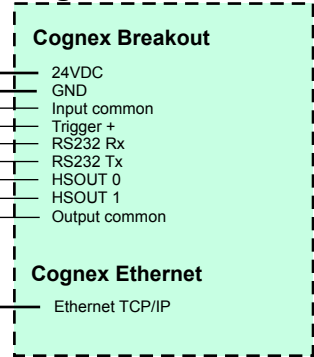 Cognex Breakout
24VDC
GND
Input common
Trigger +
RS232 Rx
RS232 Tx
HSOUT 0
HSOUT 1
Output common
Cognex Ethernet
Ethernet TCP/IP